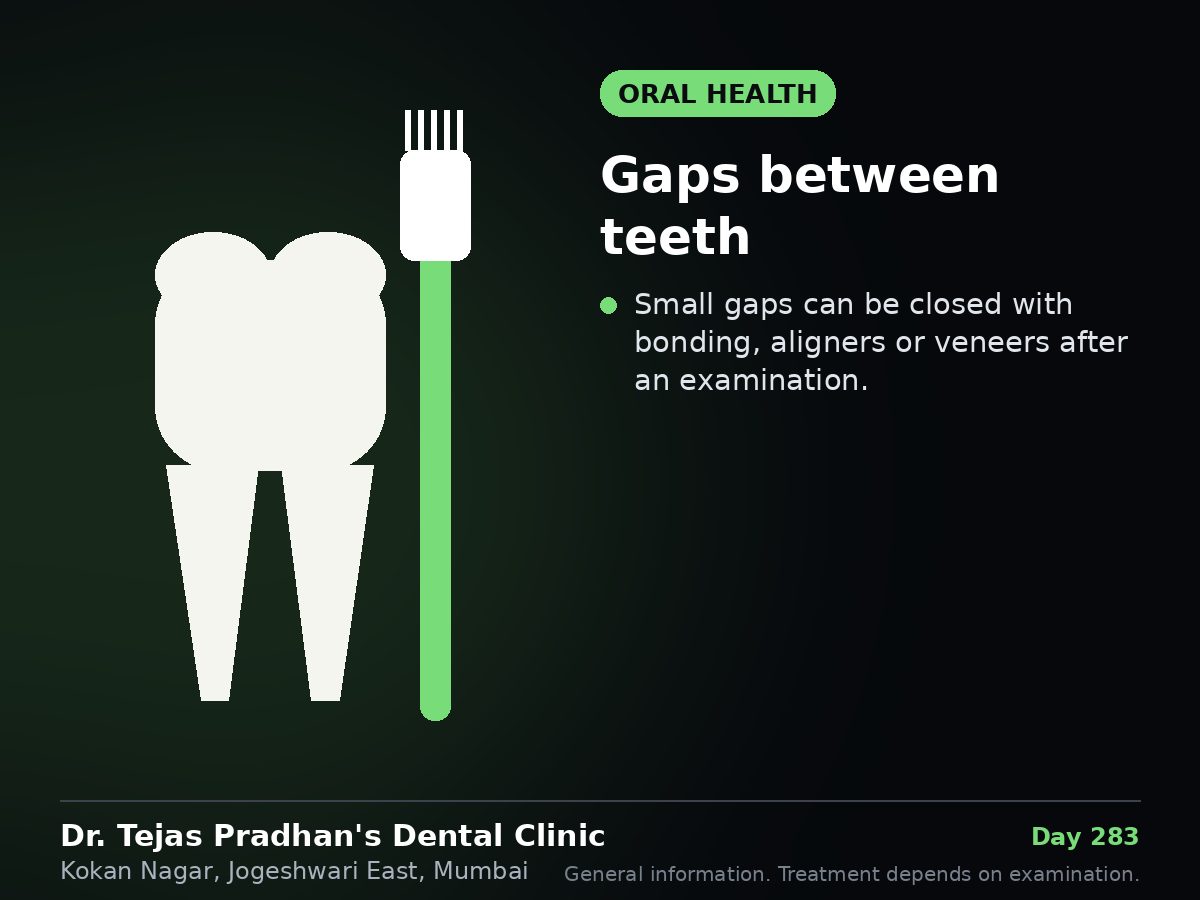 ORAL HEALTH
Gaps between
teeth
Small gaps can be closed with
bonding, aligners or veneers after
an examination.
Dr. Tejas Pradhan's Dental Clinic
Day 283
Kokan Nagar, Jogeshwari East, Mumbai
General information. Treatment depends on examination.